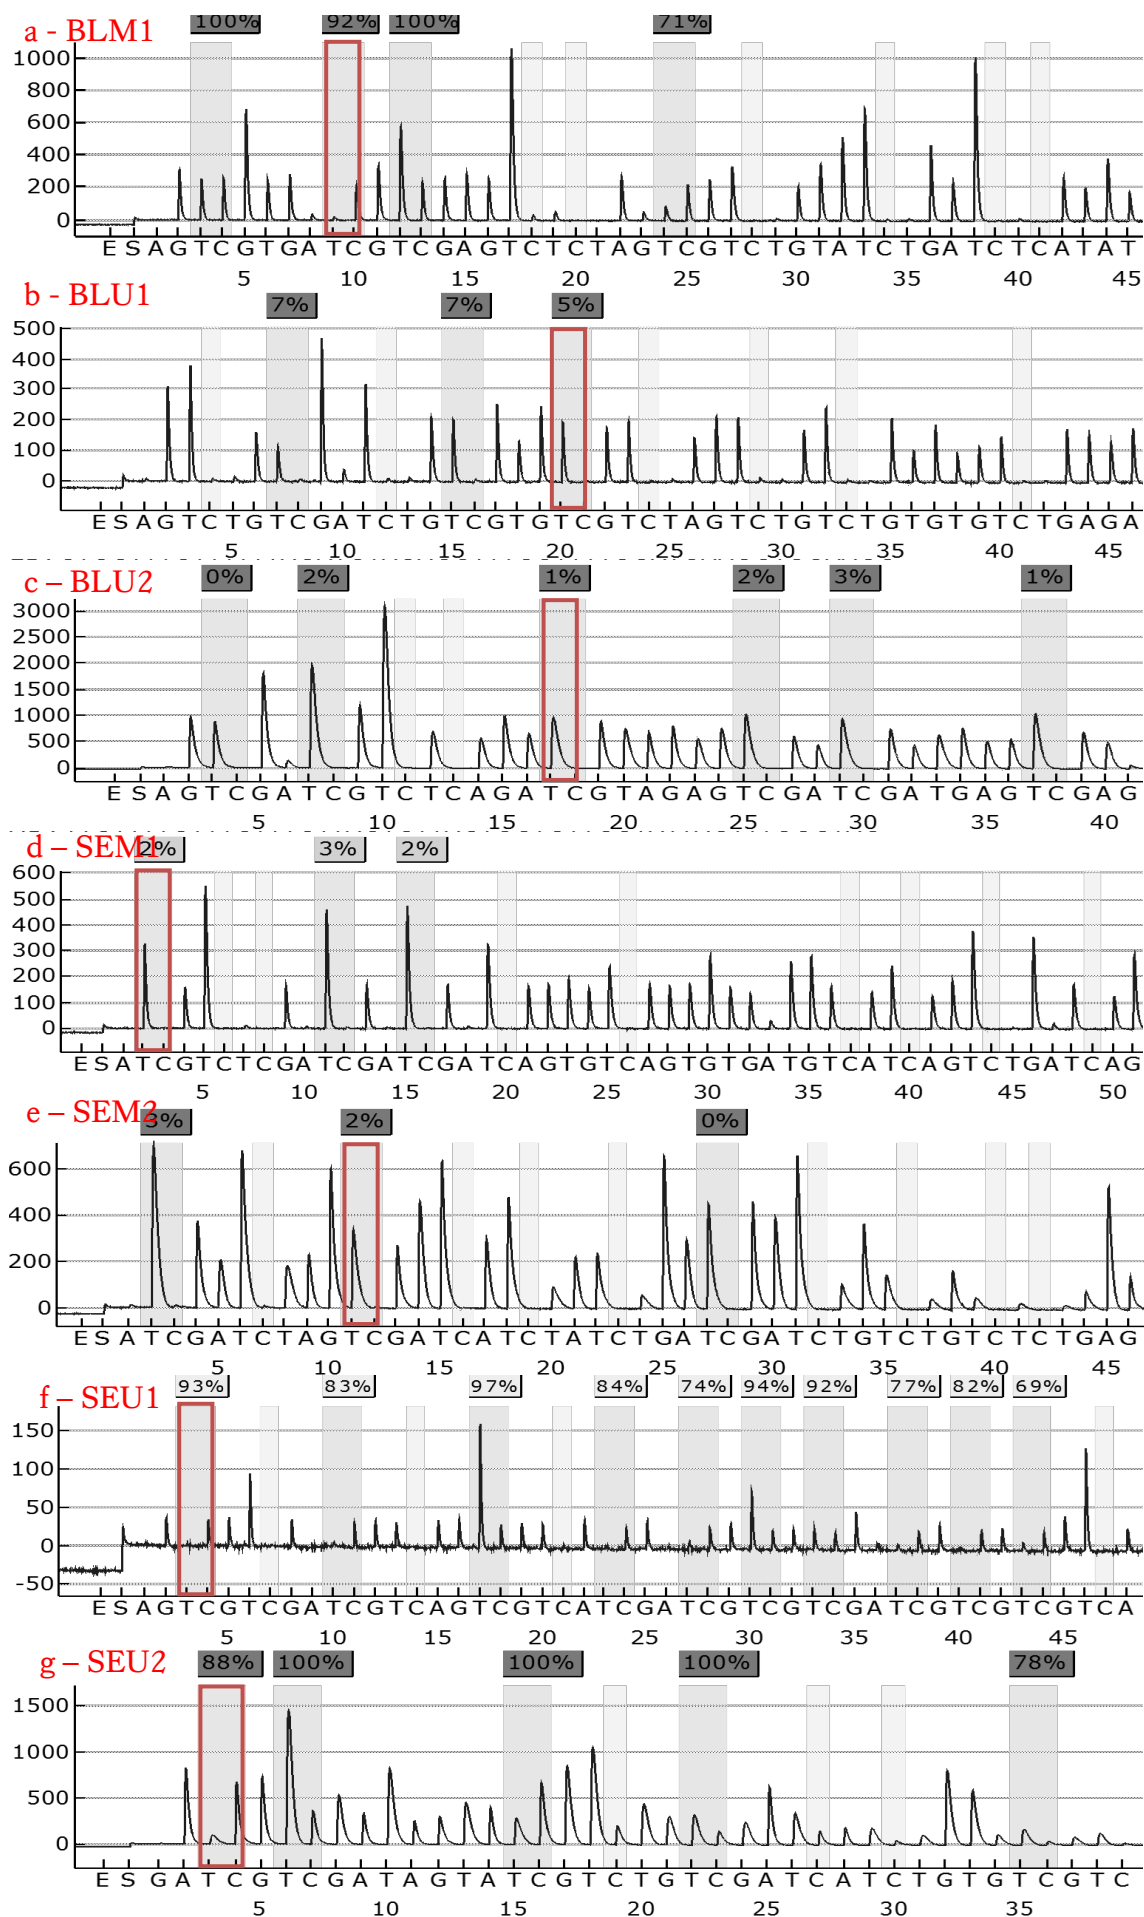 a - BLM1
100% 92% 100% 71%
1000
800
600
400
200
0
E S A G T C G T G A T C G T C G A G T C T C T A G T C G T C T G T A T C T G A T C T C A T A T
5 10 15 20 25 30 35 40 45
b - BLU1
7% 7% 5%
500
400
300
200
100
0
E S A G T C T G T C G A T C T G T C G T G T C G T C T A G T C T G T C T G T G T G T C T G A G A
5 10 15 20 25 30 35 40 45
c – BLU2
0% 2% 1% 2% 3% 1%
3000
2500
2000
1500
1000
500
0
E S A G T C G A T C G T C T C A G A T C G T A G A G T C G A T C G A T G A G T C G A G
5 10 15 20 25 30 35 40
d – SEM1
2% 3% 2%
600
500
400
300
200
100
0
E S A T C G T C T C G A T C G A T C G A T C A G T G T C A G T G T G A T G T C A T C A G T C T G A T C A G
5 10 15 20 25 30 35 40 45 50
e – SEM2
3% 2% 0%
600
400
200
0
E S A T C G A T C T A G T C G A T C A T C T A T C T G A T C G A T C T G T C T G T C T C T G A G
5 10 15 20 25 30 35 40 45
f – SEU1
93% 83% 97% 84% 74% 94% 92% 77% 82% 69%
150
100
50
0
-50
E S A G T C G T C G A T C G T C A G T C G T C A T C G A T C G T C G T C G A T C G T C G T C G T C A
5 10 15 20 25 30 35 40 45
g – SEU2
88% 100% 100% 100% 78%
1500
1000
500
0
E S G A T C G T C G A T A G T A T C G T C T G T C G A T C A T C T G T G T C G T C
5 10 15 20 25 30 35